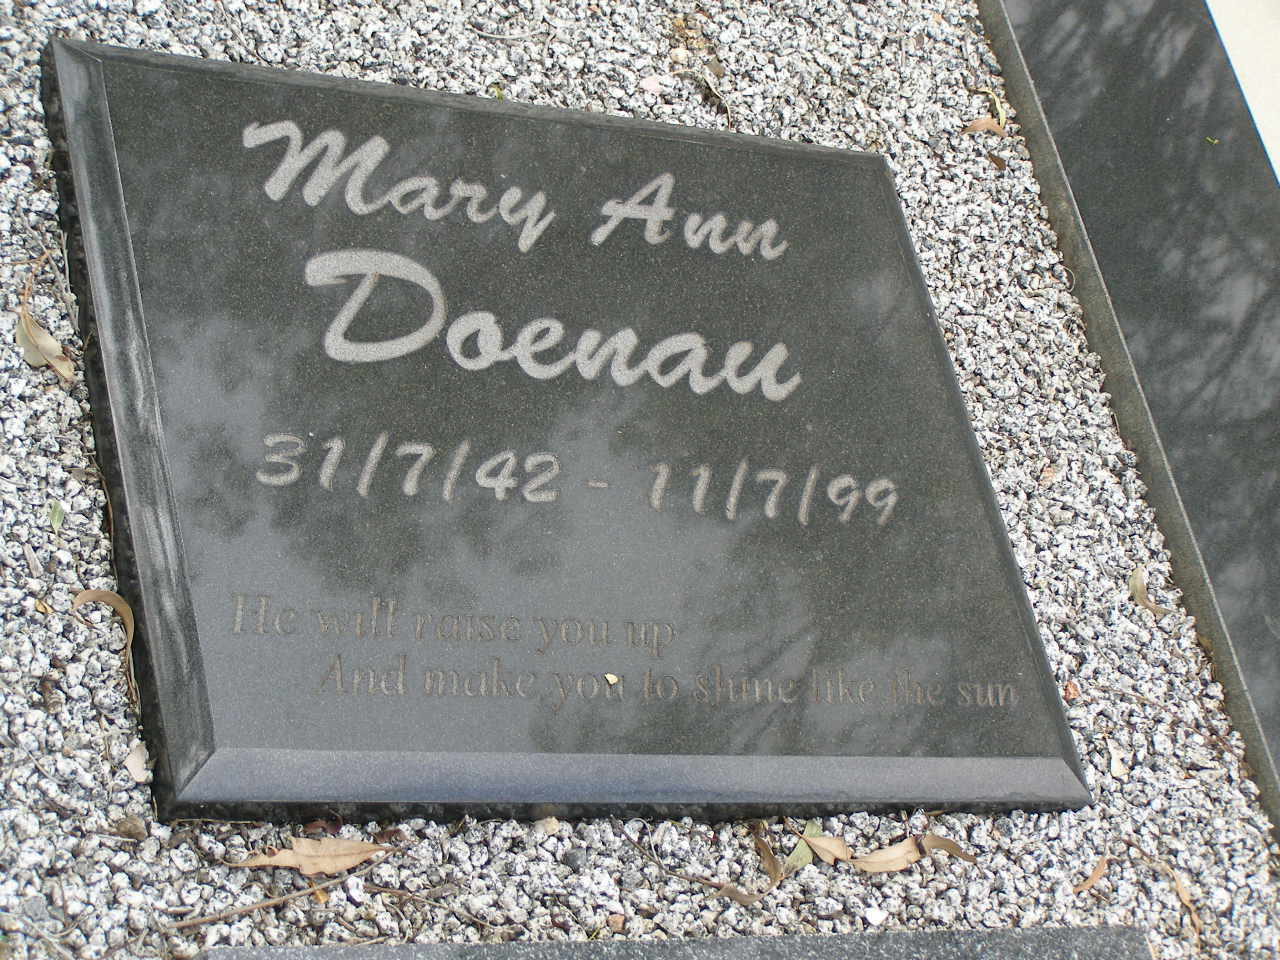 Mary Ann
Doenau
31/7/42 - 11/7/99
He will raise you up
And make you to shine like the sun